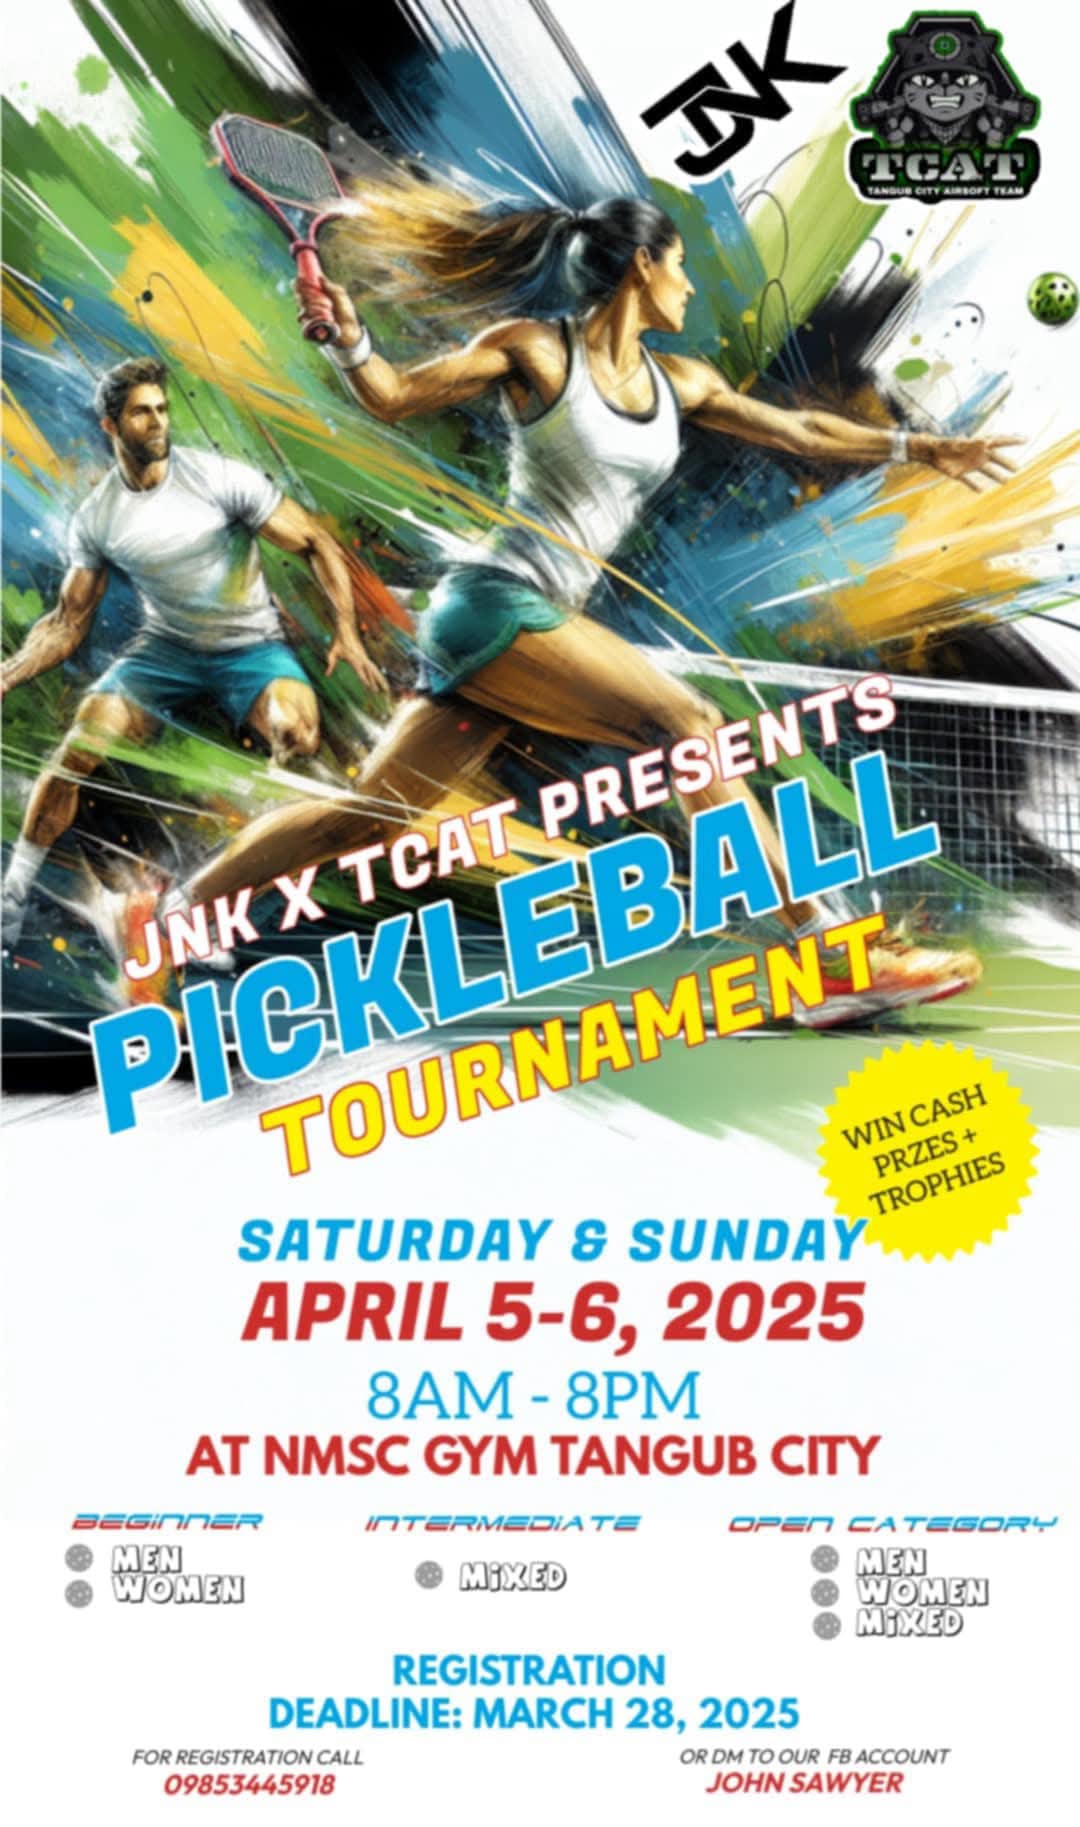 JNK
TCAT
TANGUB CITY AIRSOFT TEAM
JNK X TCAT PRESENTS
PICKLEBALL
TOURNAMENT
WIN CASH
PRZES +
TROPHIES
SATURDAY & SUNDAY
APRIL 5-6, 2025
8AM - 8PM
AT NMSC GYM TANGUB CITY
BEGINNER
MEN
WOMEN
INTERMEDIATE
MIXED
OPEN CATEGORY
MEN
WOMEN
MIXED
REGISTRATION
DEADLINE: MARCH 28, 2025
FOR REGISTRATION CALL
09853445918
OR DM TO OUR FB ACCOUNT
JOHN SAWYER